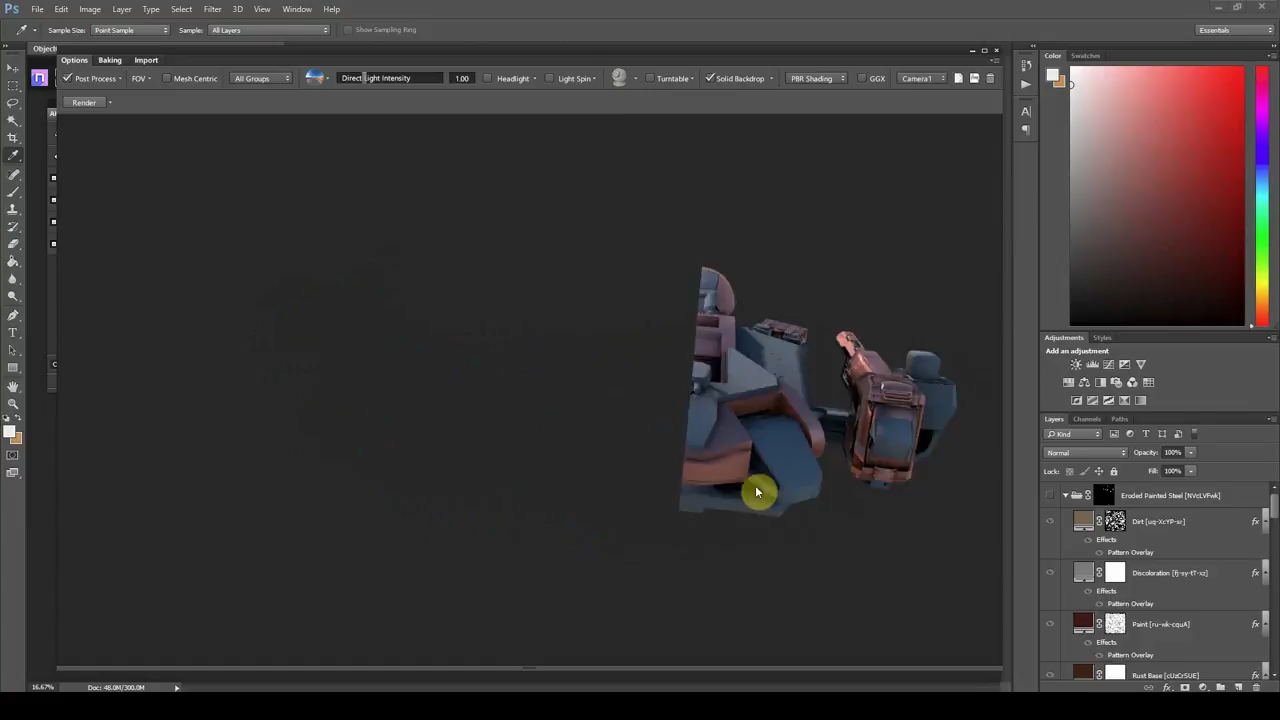 Ps File Edit Image Layer Type Select Filter 3D View Window Help
Sample Size: Point Sample Sample: All Layers Show Sampling Ring Essentials
Options Baking Import
Post Process FOV Mesh Centric All Groups Direct Light Intensity 1.00 Headlight Light Spin Turntable Solid Backdrop PBR Shading GGX Camera1
Render
Color Swatches
Adjustments Styles
Add an adjustment
Layers Channels Paths
Kind
Normal Opacity: 100%
Lock: Fill: 100%
Eroded Painted Steel [NVcLVFwk]
Dirt [uq-XcYP-sr]
Effects
Pattern Overlay
Discoloration [fj-sy-tT-xz]
Effects
Pattern Overlay
Paint [ru-wk-cquA]
Effects
Pattern Overlay
Rust Base [cUzCrSUE]
16.67% Doc: 48.0M/300.0M